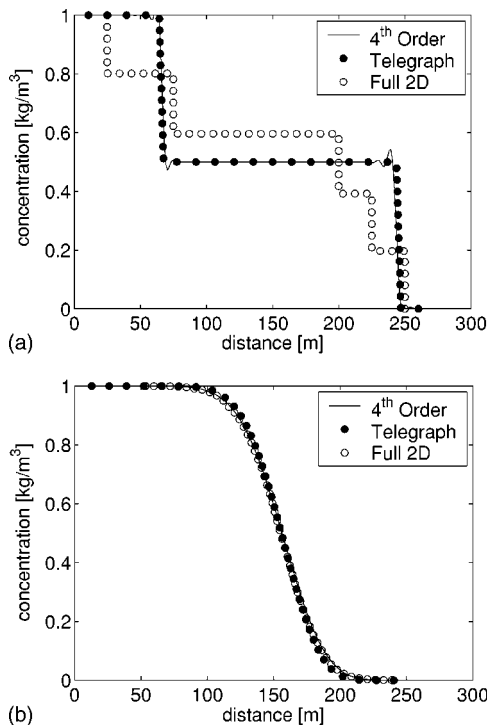 1
0.8
0.6
0.4
0.2
0
concentration [kg/m³]
4th Order
Telegraph
Full 2D
0 50 100 150 200 250 300
distance [m]
(a)
1
0.8
0.6
0.4
0.2
0
concentration [kg/m³]
4th Order
Telegraph
Full 2D
0 50 100 150 200 250 300
distance [m]
(b)